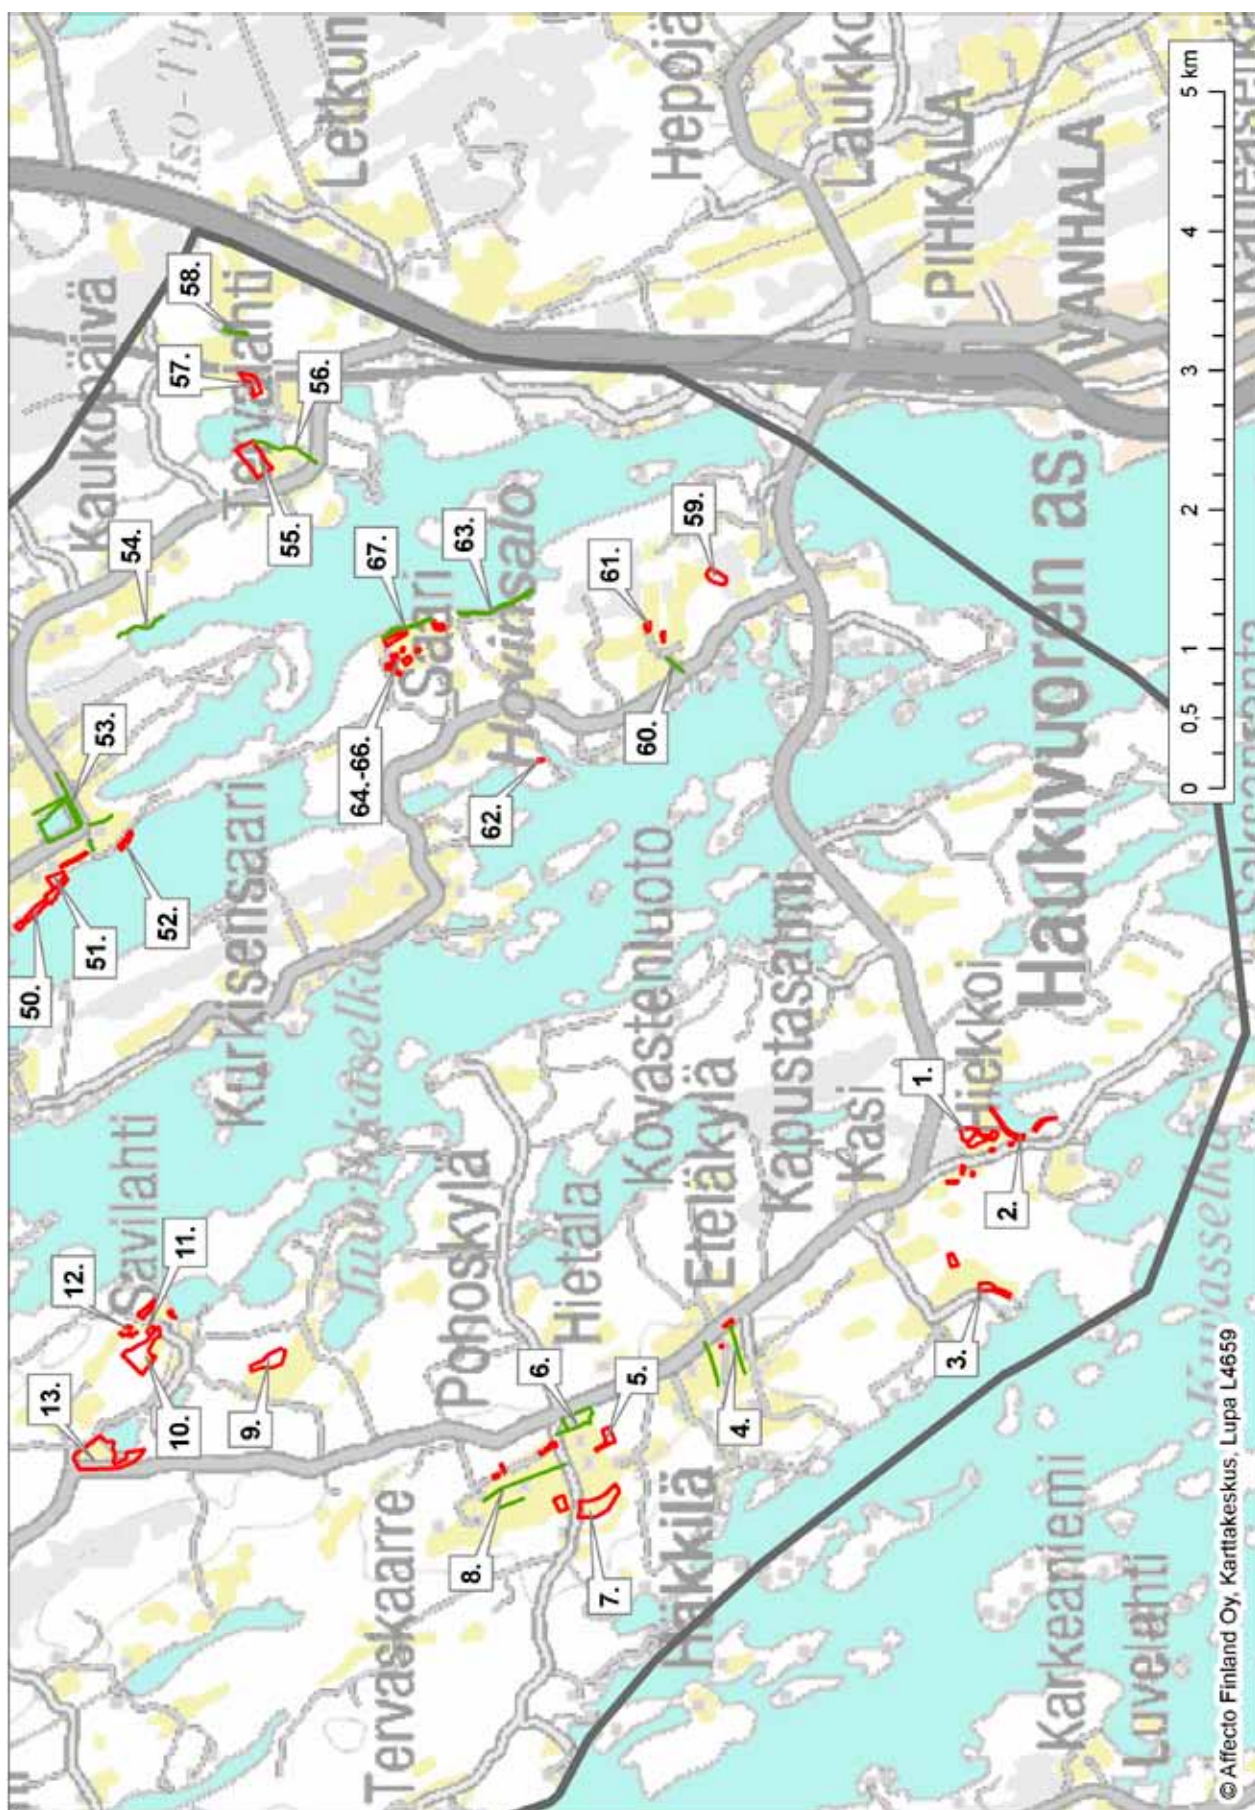 13.
50.
12.
Savilahti
11.
51.
Kaukopäivä
53.
54.
52.
10.
58.
57.
Kurkisensaari
9.
Tervalahti
55.
56.
Letkun
64.-66.
67.
Saari
Tervaskaarre
Pohoskylä
8.
63.
62.
Hovinsalo
6.
Hietala
7.
5.
61.
60.
Kovastenluoto
59.
Hepojä
Häkkilä
Eteläkylä
4.
Kapustasalmi
Laukko
Kasi
1.
3.
PIHKALA
Hiekkoi
2.
Haukivuoren as.
Karkeaniemi
VANHALA
Luvelahti
0 0.5 1 2 3 4 5 km
© Affecto Finland Oy, Karttakeskus, Lupa L4659